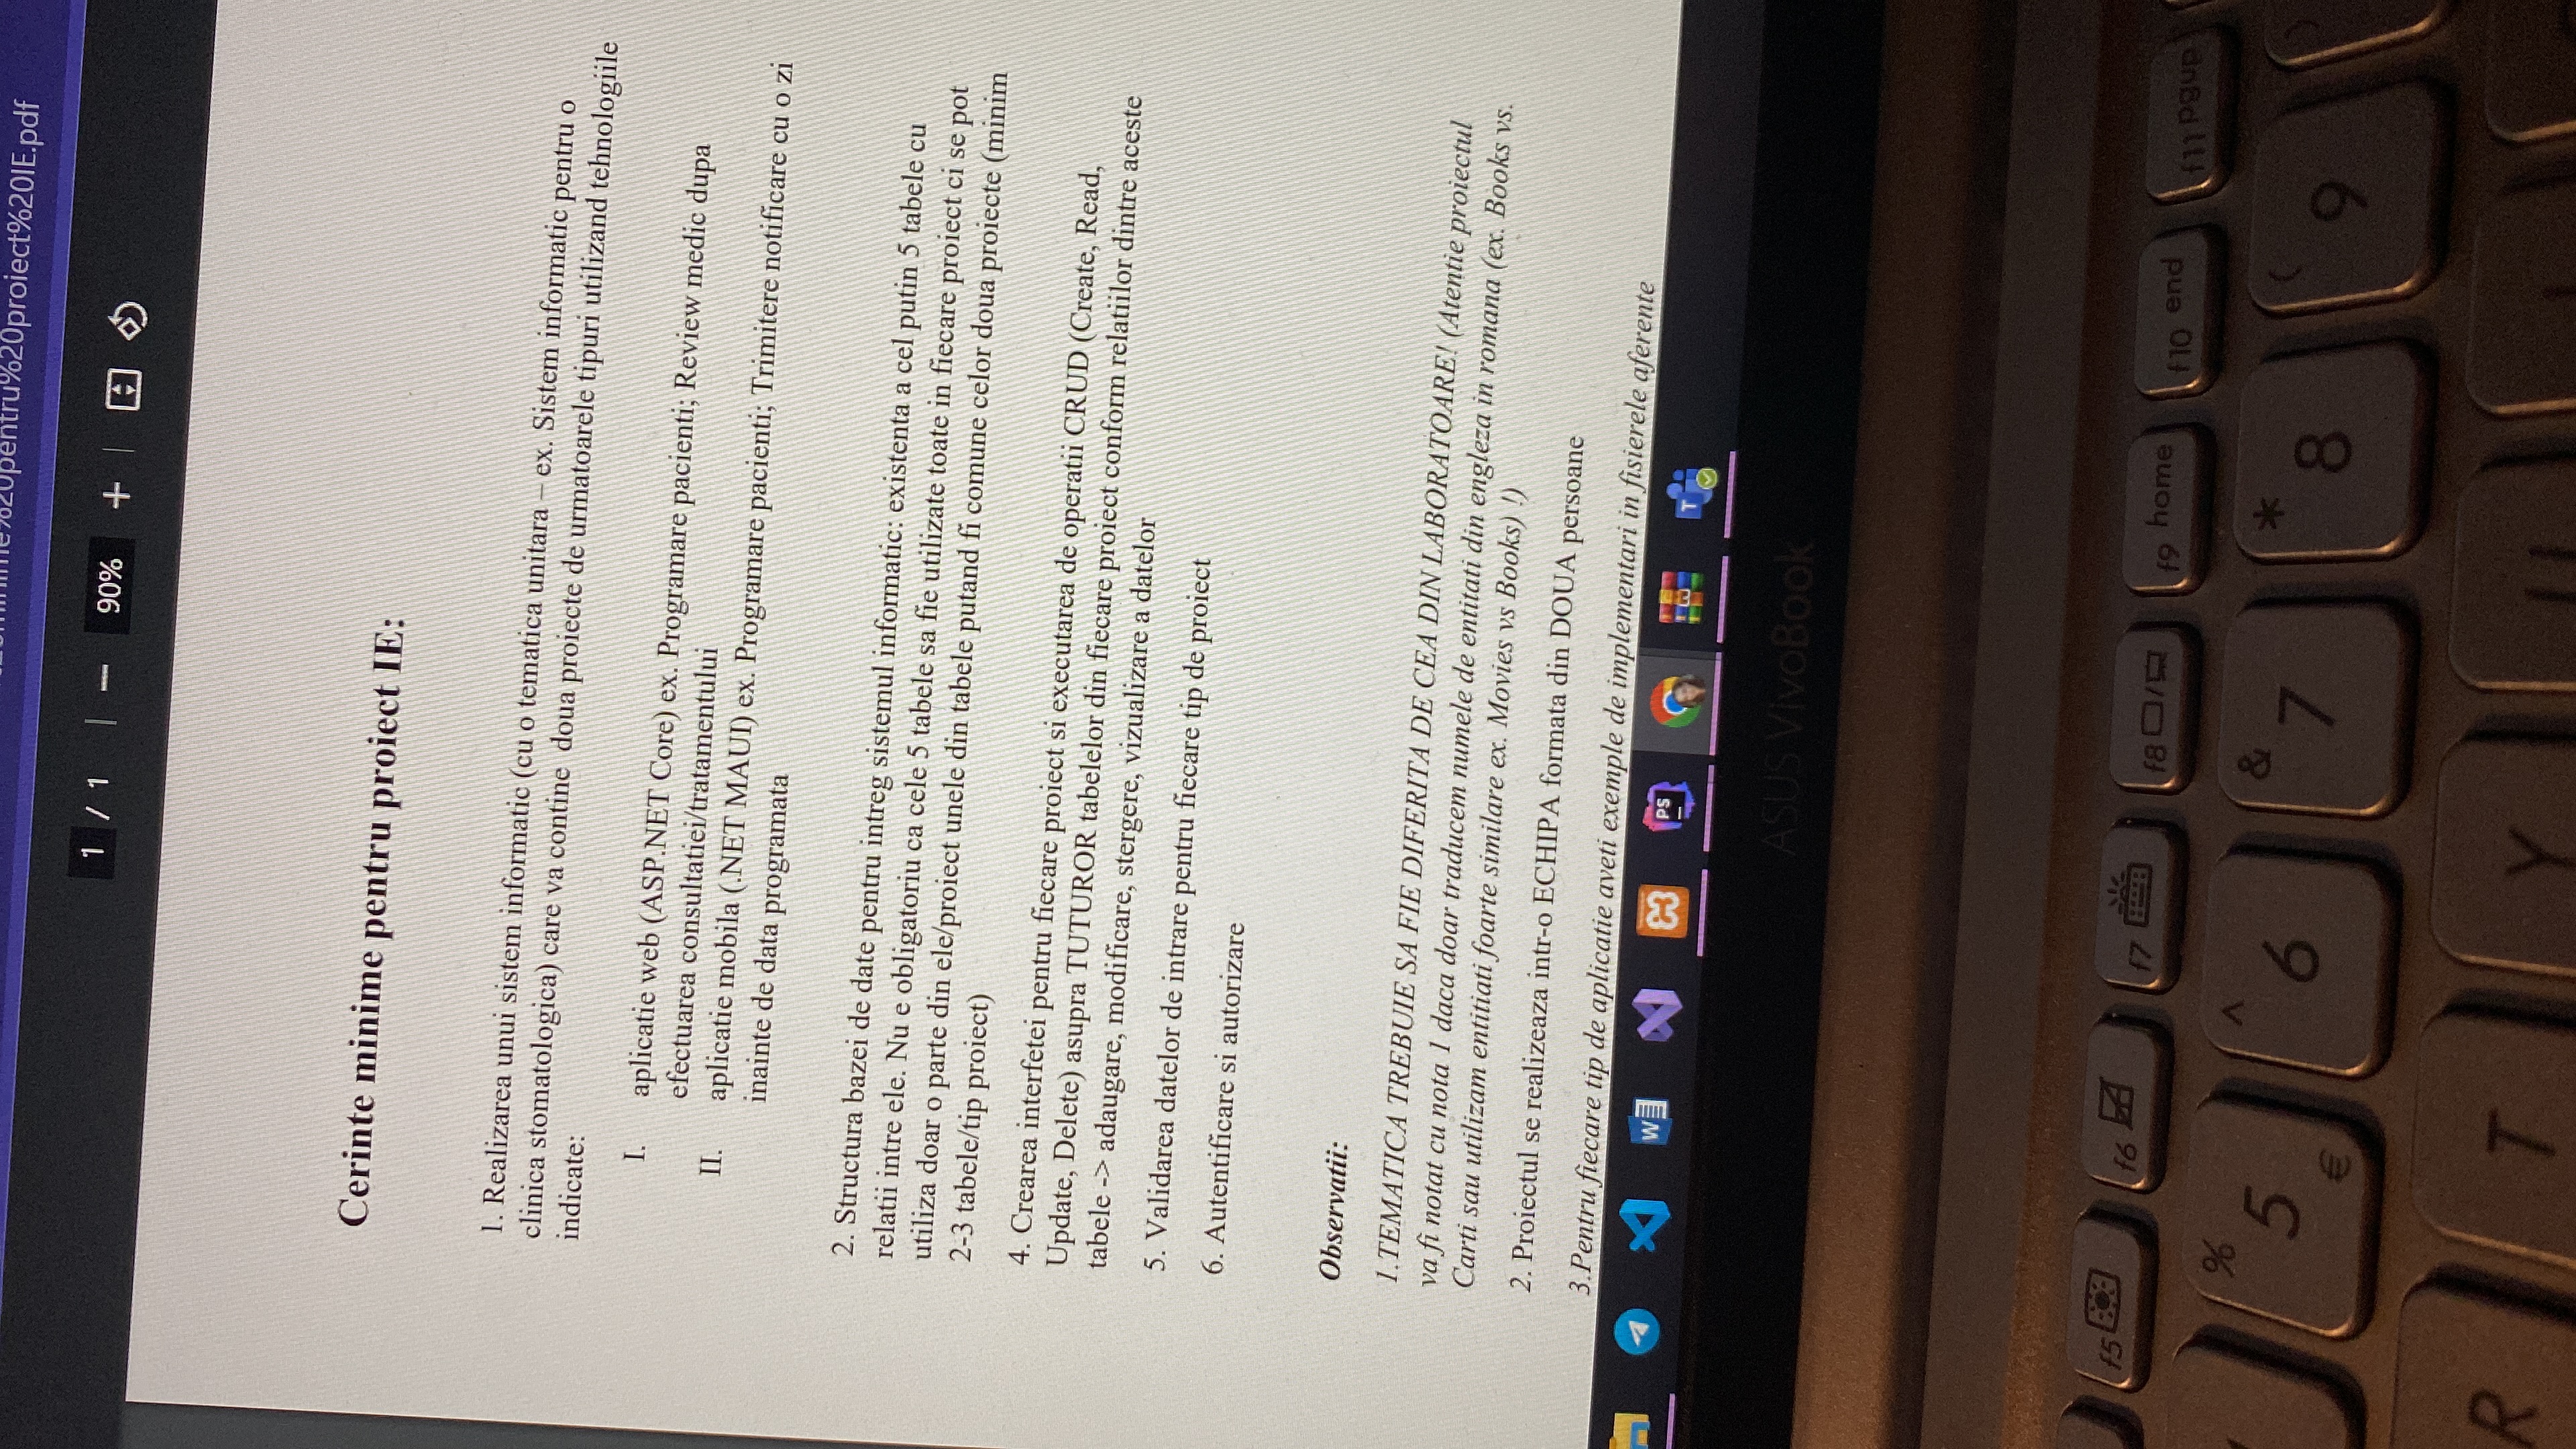 %20pentru%20proiect%20IE.pdf
1 / 1 — 90% +
Cerinte minime pentru proiect IE:
1. Realizarea unui sistem informatic (cu o tematica unitara – ex. Sistem informatic pentru o
clinica stomatologica) care va contine doua proiecte de urmatoarele tipuri utilizand tehnologiile
indicate:
I. aplicatie web (ASP.NET Core) ex. Programare pacienti; Review medic dupa
efectuarea consultatiei/tratamentului
II. aplicatie mobila (.NET MAUI) ex. Programare pacienti; Trimitere notificare cu o zi
inainte de data programata
2. Structura bazei de date pentru intreg sistemul informatic: existenta a cel putin 5 tabele cu
relatii intre ele. Nu e obligatoriu ca cele 5 tabele sa fie utilizate toate in fiecare proiect ci se pot
utiliza doar o parte din ele/proiect unele din tabele putand fi comune celor doua proiecte (minim
2-3 tabele/tip proiect)
4. Crearea interfetei pentru fiecare proiect si executarea de operatii CRUD (Create, Read,
Update, Delete) asupra TUTUROR tabelelor din fiecare proiect conform relatiilor dintre aceste
tabele -> adaugare, modificare, stergere, vizualizare a datelor
5. Validarea datelor de intrare pentru fiecare tip de proiect
6. Autentificare si autorizare
Observatii:
1.TEMATICA TREBUIE SA FIE DIFERITA DE CEA DIN LABORATOARE! (Atentie proiectul
va fi notat cu nota 1 daca doar traducem numele de entitati din engleza in romana (ex. Books vs.
Carti sau utilizam entitiati foarte similare ex. Movies vs Books) !)
2. Proiectul se realizeaza intr-o ECHIPA formata din DOUA persoane
3.Pentru fiecare tip de aplicatie aveti exemple de implementari in fisierele aferente
W PS T
ASUS VivoBook
f5 f6 f7 f8 f9 home f10 end f11 pgup
% 5 € ^ 6 & 7 * 8 ( 9 )
R T Y U